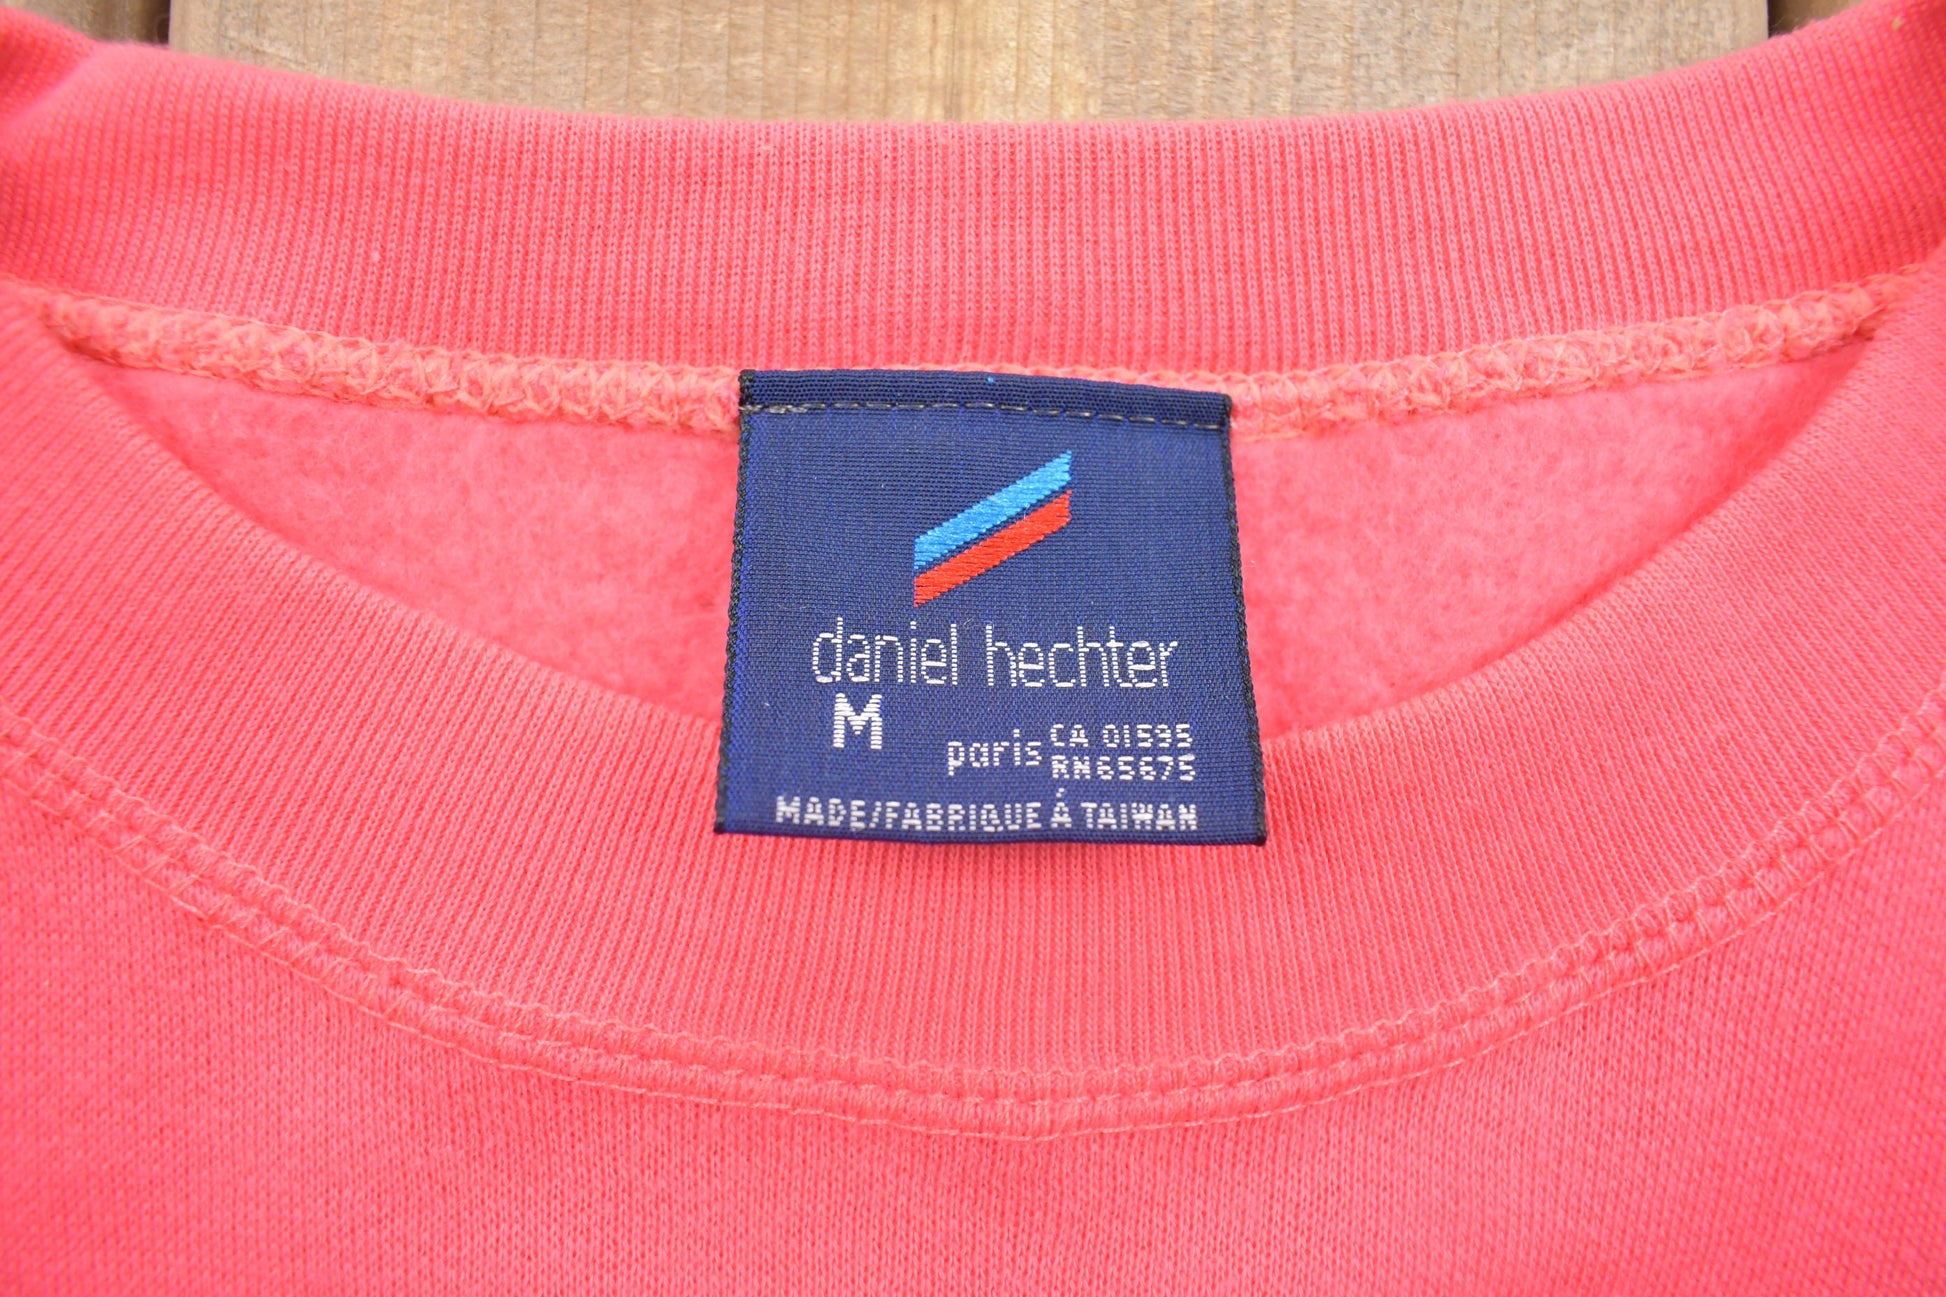 daniel hechter
M
paris CA 01595
RN65675
MADE/FABRIQUE À TAIWAN